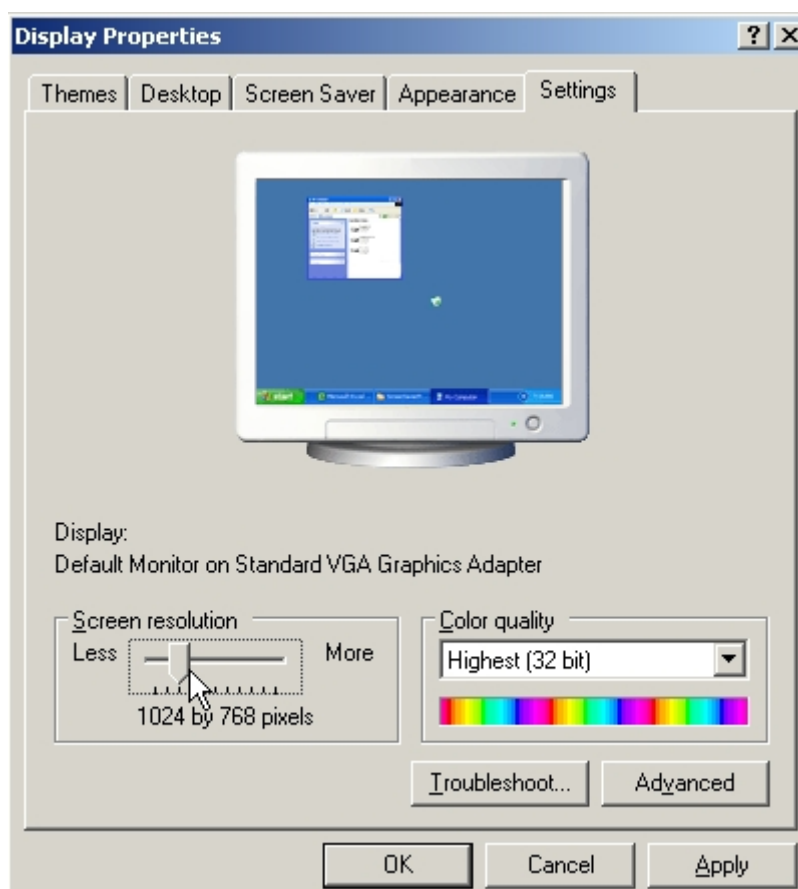 Display Properties
Themes Desktop Screen Saver Appearance Settings
start
Display:
Default Monitor on Standard VGA Graphics Adapter
Screen resolution
Less More
1024 by 768 pixels
Color quality
Highest (32 bit)
Troubleshoot... Advanced
OK Cancel Apply